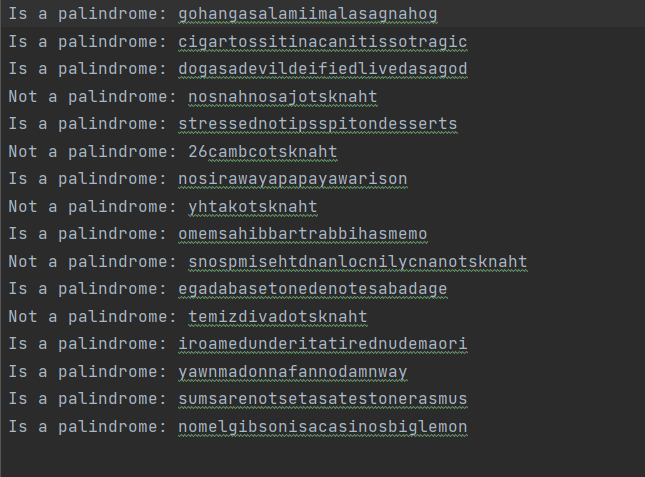 Is a palindrome: gohangasalamiimalasagnahog
Is a palindrome: cigartossitinacanitissotragic
Is a palindrome: dogasadevildeifiedlivedasagod
Not a palindrome: nosnahnosajotsknaht
Is a palindrome: stressednotipsspitondesserts
Not a palindrome: 26cambcotsknaht
Is a palindrome: nosirawayapapayawarison
Not a palindrome: yhtakotsknaht
Is a palindrome: omemsahibbartrabbihasmemo
Not a palindrome: snospmisehtdnanlocnilycnanotsknaht
Is a palindrome: egadabasetonedenotesabadage
Not a palindrome: temizdivadotsknaht
Is a palindrome: iroamedunderitatirednudemaori
Is a palindrome: yawnmadonnafannodamnway
Is a palindrome: sumsarenotsetasatestonerasmus
Is a palindrome: nomelgibsonisacasinosbiglemon